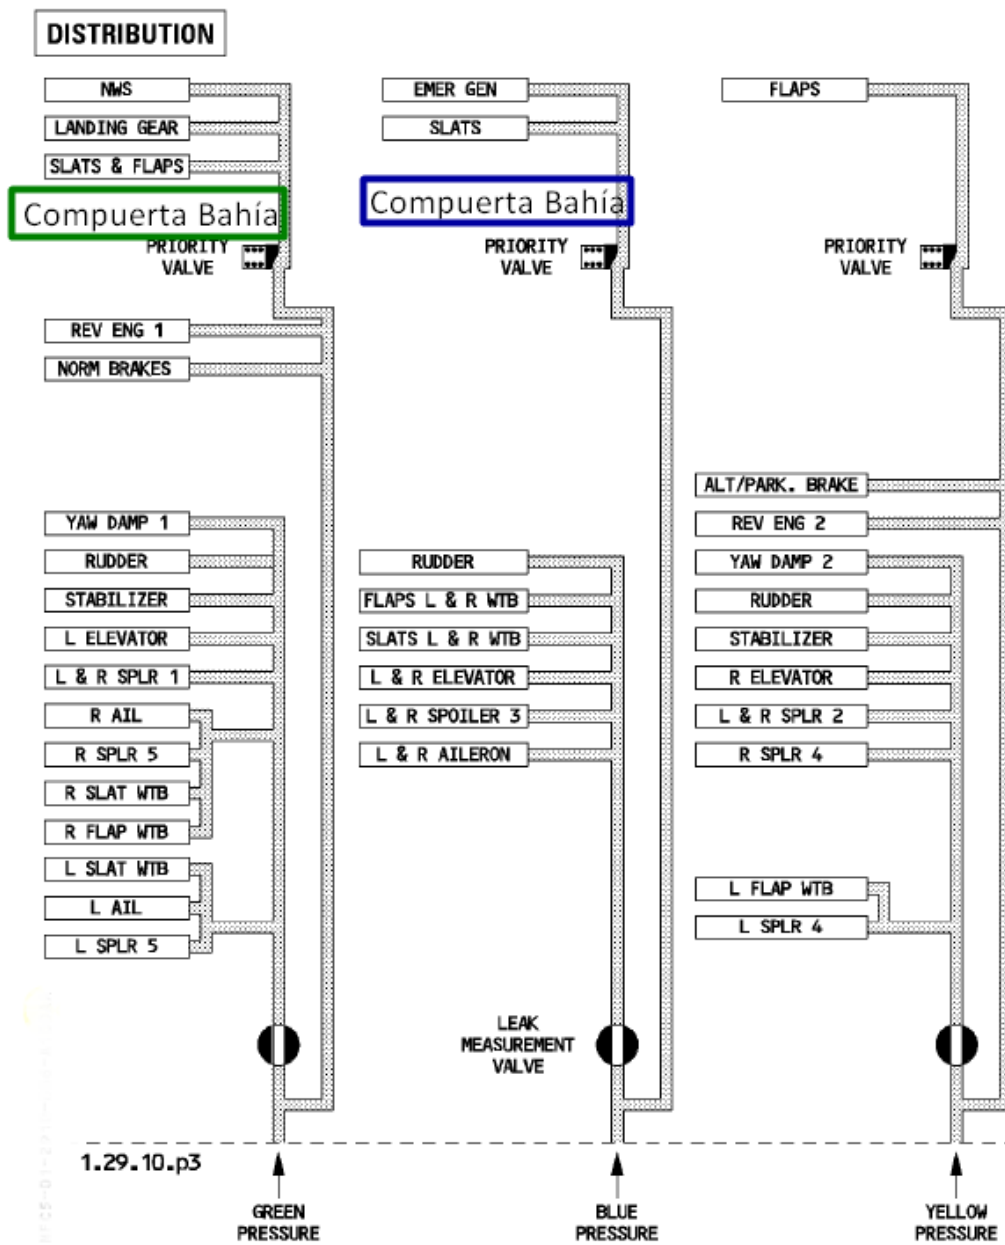 DISTRIBUTION
NWS
LANDING GEAR
SLATS & FLAPS
Compuerta Bahía
PRIORITY
VALVE
REV ENG 1
NORM BRAKES
YAW DAMP 1
RUDDER
STABILIZER
L ELEVATOR
L & R SPLR 1
R AIL
R SPLR 5
R SLAT WTB
R FLAP WTB
L SLAT WTB
L AIL
L SPLR 5
EMER GEN
SLATS
Compuerta Bahía
PRIORITY
VALVE
RUDDER
FLAPS L & R WTB
SLATS L & R WTB
L & R ELEVATOR
L & R SPOILER 3
L & R AILERON
LEAK
MEASUREMENT
VALVE
FLAPS
PRIORITY
VALVE
ALT/PARK. BRAKE
REV ENG 2
YAW DAMP 2
RUDDER
STABILIZER
R ELEVATOR
L & R SPLR 2
R SPLR 4
L FLAP WTB
L SPLR 4
1.29.10.p3
GREEN
PRESSURE
BLUE
PRESSURE
YELLOW
PRESSURE